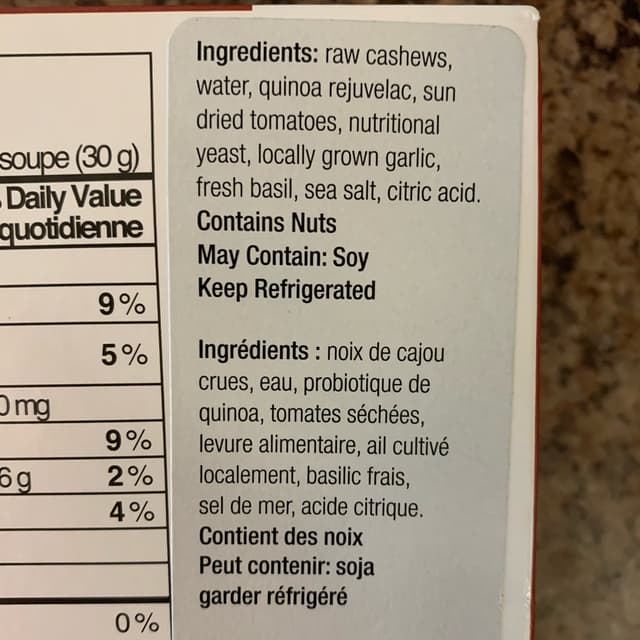 soupe (30 g)
Daily Value
quotidienne
9%
5%
0 mg
9%
6 g
2%
4%
0%
Ingredients: raw cashews,
water, quinoa rejuvelac, sun
dried tomatoes, nutritional
yeast, locally grown garlic,
fresh basil, sea salt, citric acid.
Contains Nuts
May Contain: Soy
Keep Refrigerated
Ingrédients : noix de cajou
crues, eau, probiotique de
quinoa, tomates séchées,
levure alimentaire, ail cultivé
localement, basilic frais,
sel de mer, acide citrique.
Contient des noix
Peut contenir: soja
garder réfrigéré